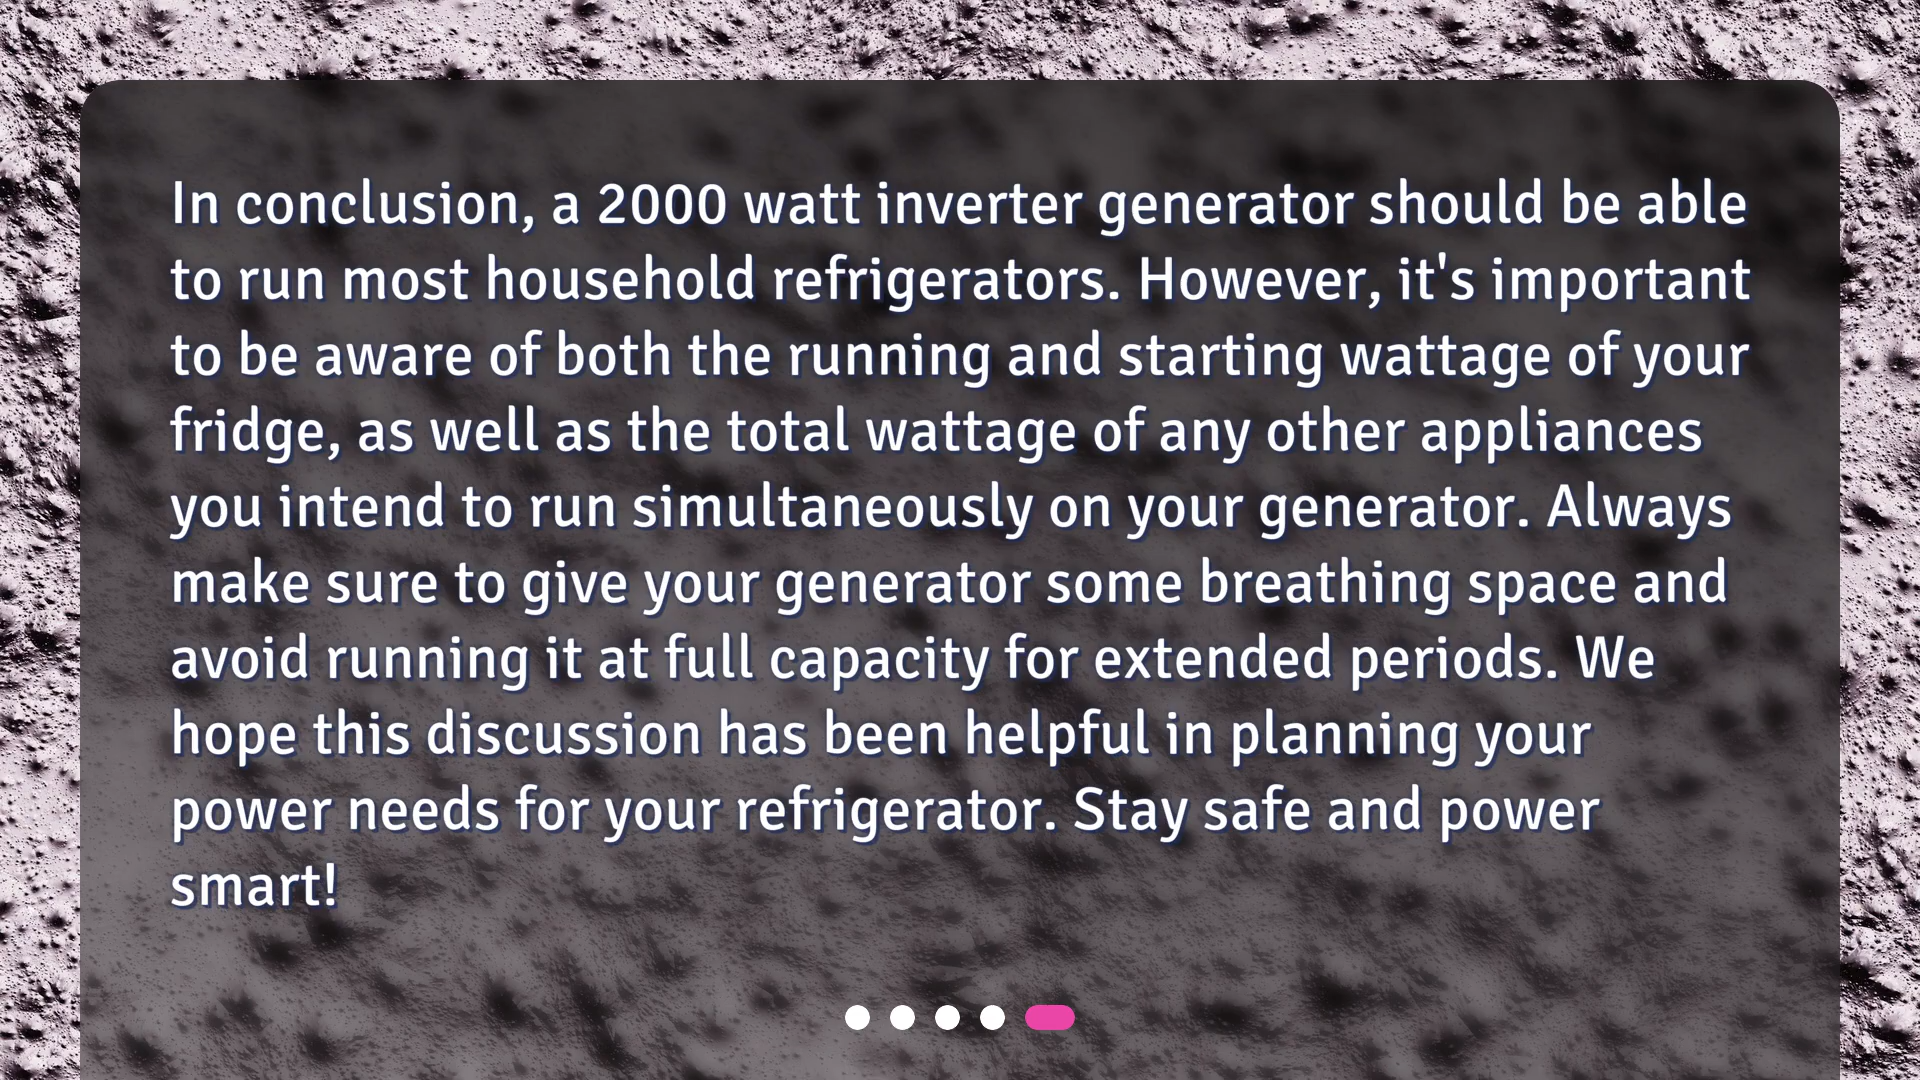 In conclusion, a 2000 watt inverter generator should be able
to run most household refrigerators. However, it's important
to be aware of both the running and starting wattage of your
fridge, as well as the total wattage of any other appliances
you intend to run simultaneously on your generator. Always
make sure to give your generator some breathing space and
avoid running it at full capacity for extended periods. We
hope this discussion has been helpful in planning your
power needs for your refrigerator. Stay safe and power
smart!